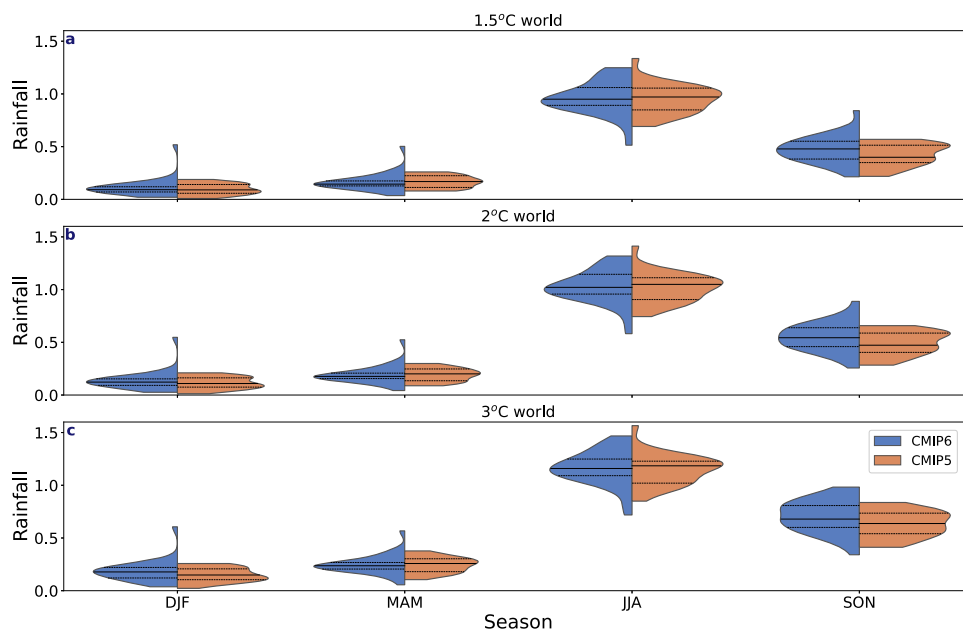 1.5°C world
a
1.5
1.0
0.5
0.0
Rainfall
2°C world
b
1.5
1.0
0.5
0.0
Rainfall
3°C world
c
1.5
1.0
0.5
0.0
Rainfall
CMIP6
CMIP5
DJF MAM JJA SON
Season